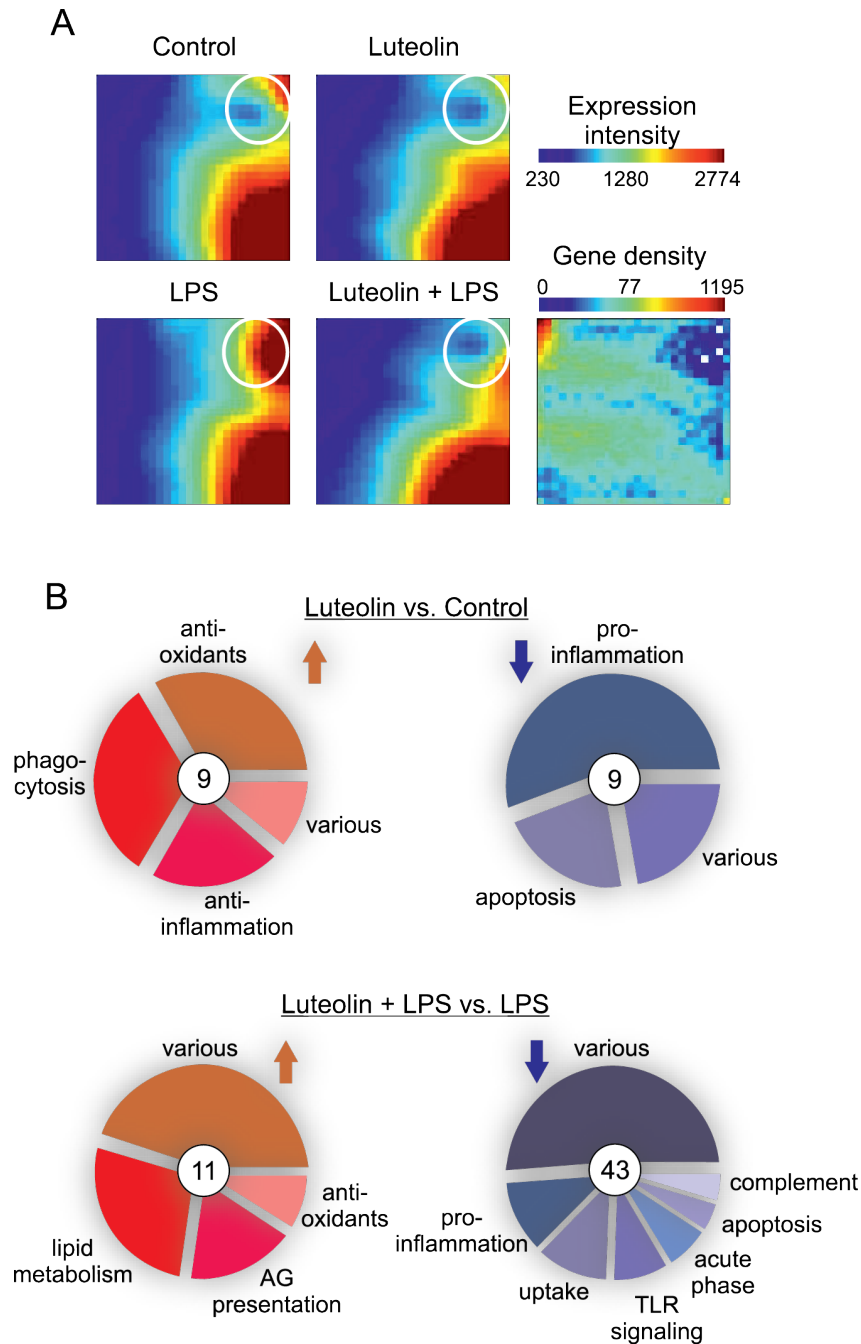 A
Control
Luteolin
Expression
intensity
230 1280 2774
LPS
Luteolin + LPS
Gene density
0 77 1195
B
Luteolin vs. Control
anti-
oxidants
phago-
cytosis
9
various
anti-
inflammation
pro-
inflammation
9
various
apoptosis
Luteolin + LPS vs. LPS
various
11
anti-
oxidants
lipid
metabolism
AG
presentation
various
43
complement
apoptosis
acute
phase
pro-
inflammation
uptake
TLR
signaling